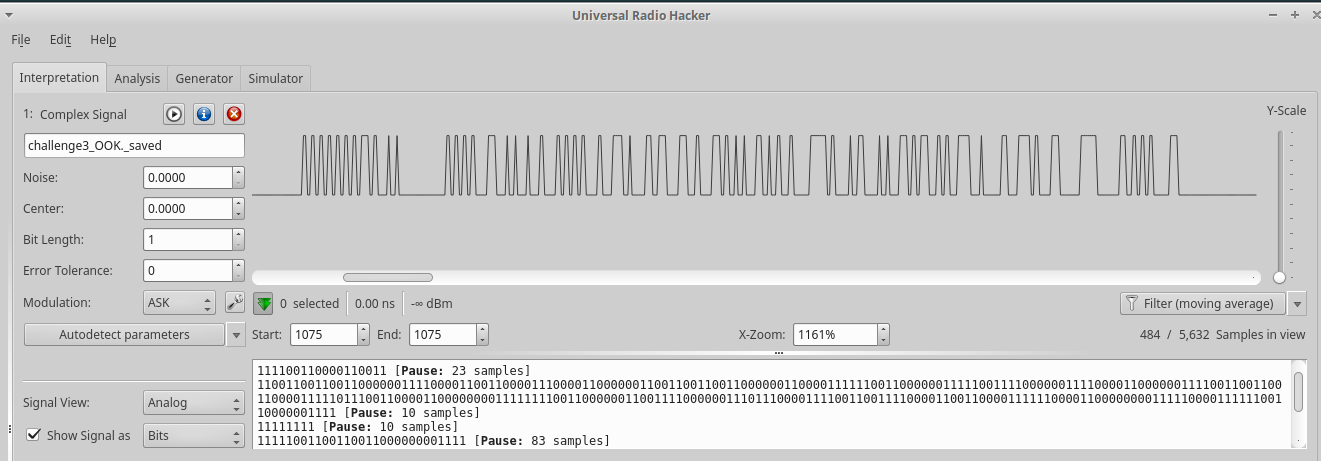 Universal Radio Hacker
File Edit Help
Interpretation Analysis Generator Simulator
1: Complex Signal
Y-Scale
challenge3_OOK._saved
Noise: 0.0000
Center: 0.0000
Bit Length: 1
Error Tolerance: 0
Modulation: ASK
0 selected 0.00 ns -∞ dBm
Filter (moving average)
Autodetect parameters
Start: 1075 End: 1075
X-Zoom: 1161%
484 / 5,632 Samples in view
Signal View: Analog
Show Signal as Bits
111100110000110011 [Pause: 23 samples]
10000001111 [Pause: 10 samples]
11111111 [Pause: 10 samples]
1111100110011001100000000​1111 [Pause: 83 samples]